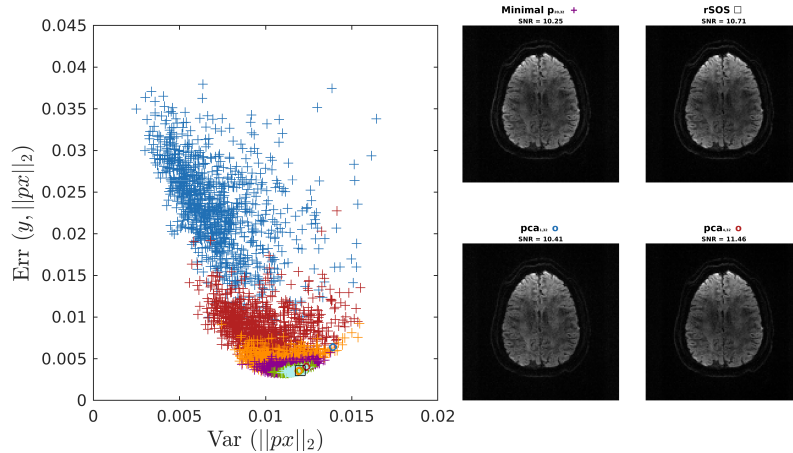 0.045
0.04
0.035
0.03
0.025
0.02
0.015
0.01
0.005
0
Err (y, ||px||₂)
0 0.005 0.01 0.015 0.02
Var (||px||₂)
Minimal p
SNR = 10.25
rSOS
SNR = 10.71
pca
SNR = 10.41
pca
SNR = 11.46